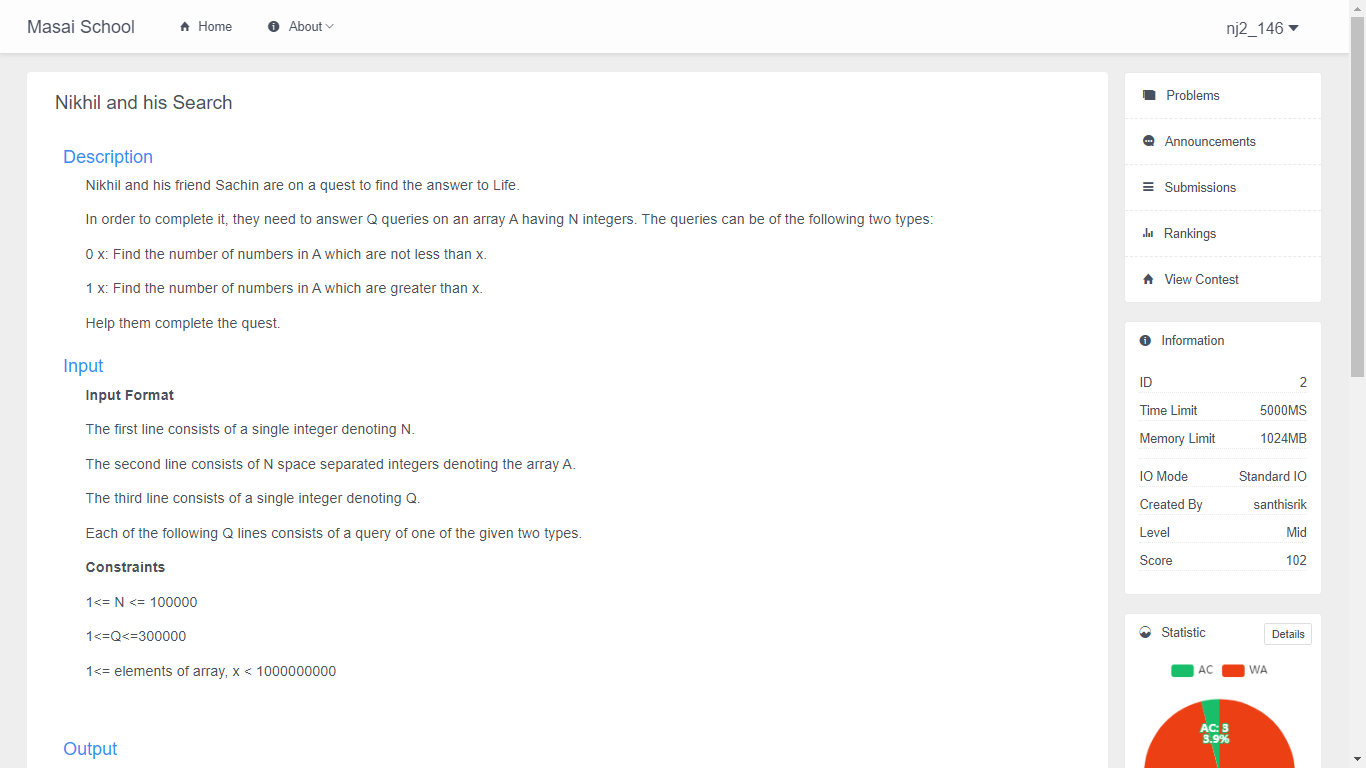 Masai School
Home
About
nj2_146
Nikhil and his Search
Description
Nikhil and his friend Sachin are on a quest to find the answer to Life.
In order to complete it, they need to answer Q queries on an array A having N integers. The queries can be of the following two types:
0 x: Find the number of numbers in A which are not less than x.
1 x: Find the number of numbers in A which are greater than x.
Help them complete the quest.
Input
Input Format
The first line consists of a single integer denoting N.
The second line consists of N space separated integers denoting the array A.
The third line consists of a single integer denoting Q.
Each of the following Q lines consists of a query of one of the given two types.
Constraints
1<= N <= 100000
1<=Q<=300000
1<= elements of array, x < 1000000000
Output
Problems
Announcements
Submissions
Rankings
View Contest
Information
ID 2
Time Limit 5000MS
Memory Limit 1024MB
IO Mode Standard IO
Created By santhisrik
Level Mid
Score 102
Statistic Details
AC WA
AC: 3
3.9%